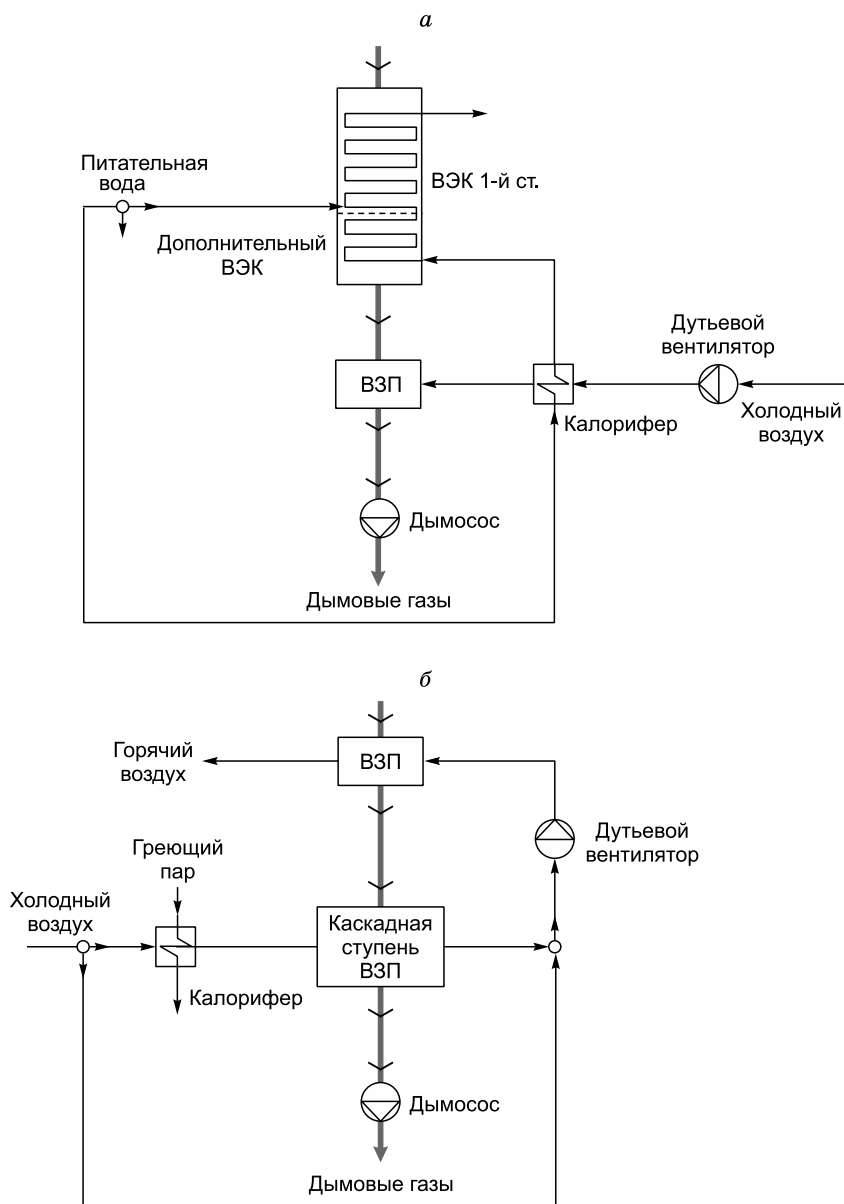 а
Питательная
вода
ВЭК 1-й ст.
Дополнительный
ВЭК
Дутьевой
вентилятор
ВЗП
Калорифер
Холодный
воздух
Дымосос
Дымовые газы
б
Горячий
воздух
ВЗП
Дутьевой
вентилятор
Греющий
пар
Холодный
воздух
Каскадная
ступень
ВЗП
Калорифер
Дымосос
Дымовые газы